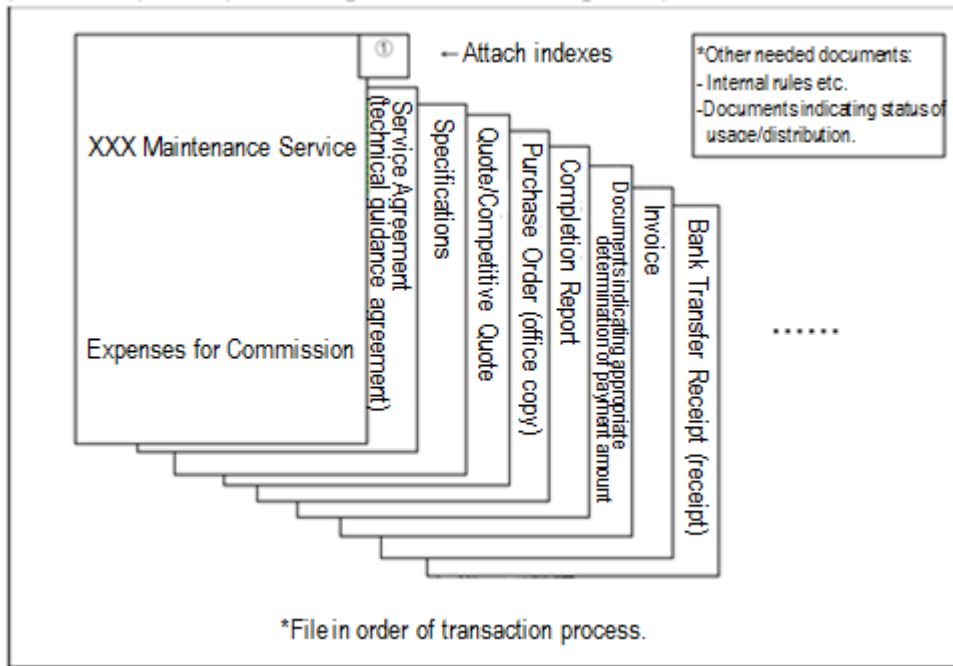 ①
←Attach indexes
*Other needed documents:
- Internal rules etc.
-Documents indicating status of
usage/distribution.
XXX Maintenance Service
Expenses for Commission
Service Agreement
(technical guidance agreement)
Specifications
Quote/Competitive Quote
Purchase Order (office copy)
Completion Report
Documents indicating appropriate
determination of payment amount
Invoice
Bank Transfer Receipt (receipt)
……
*File in order of transaction process.